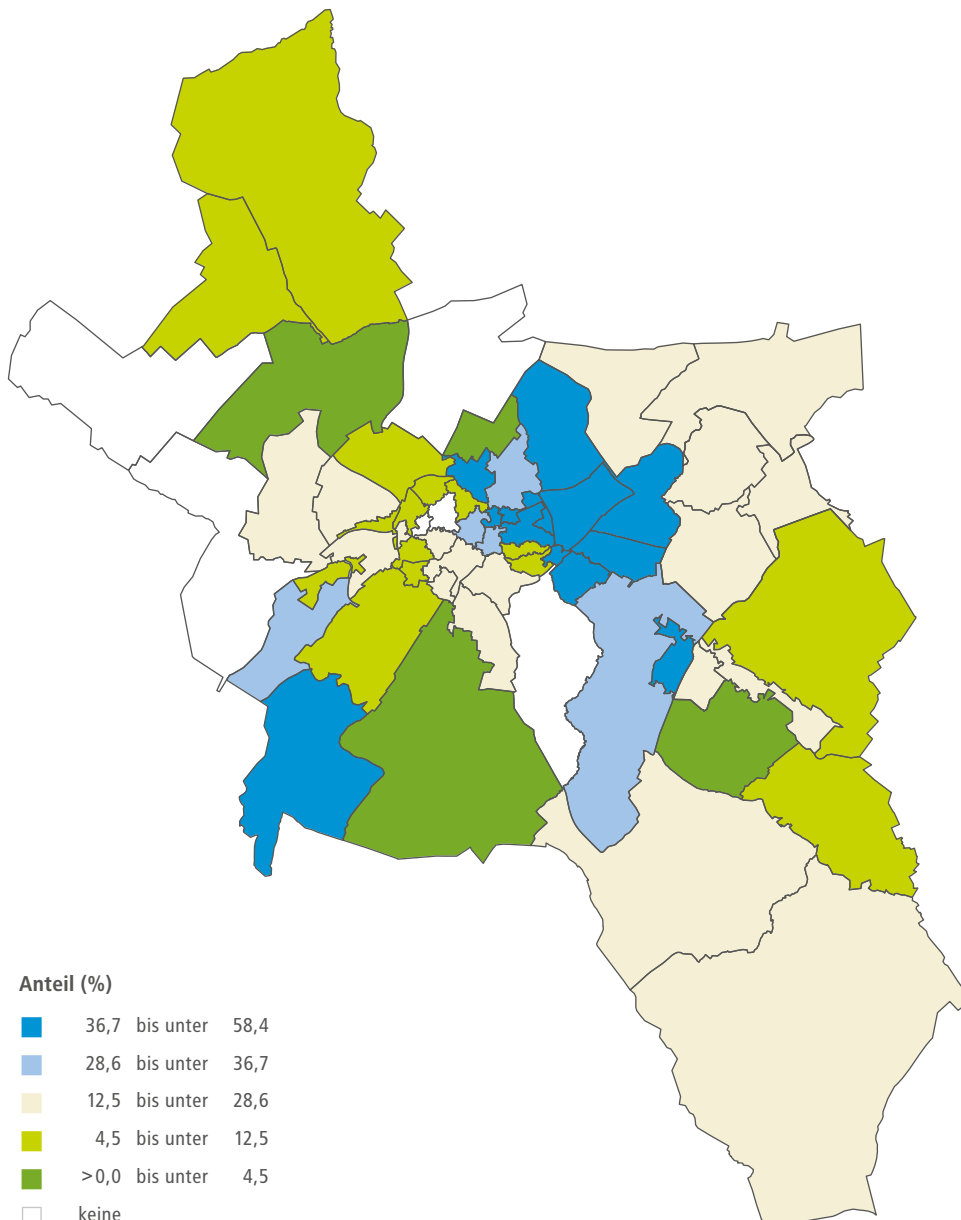 Anteil (%)
36,7 bis unter 58,4
28,6 bis unter 36,7
12,5 bis unter 28,6
4,5 bis unter 12,5
>0,0 bis unter 4,5
keine